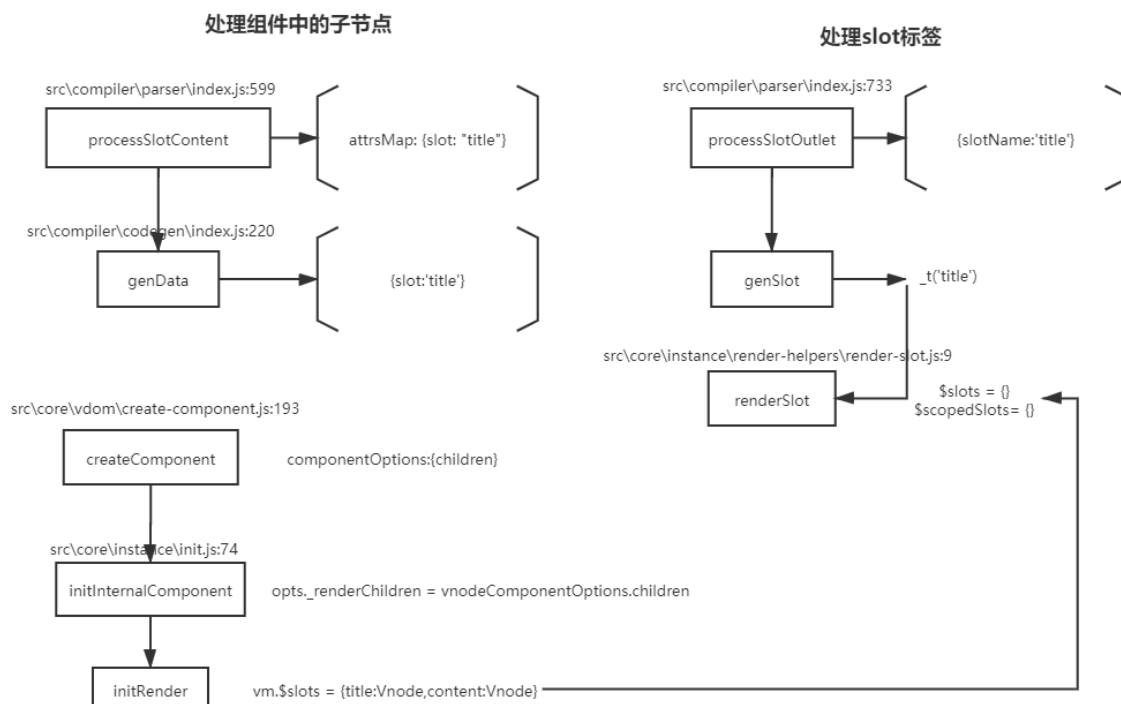 处理组件中的子节点
src\compiler\parser\index.js:599
processSlotContent
attrsMap: {slot: "title"}
src\compiler\codegen\index.js:220
genData
{slot:'title'}
src\core\vdom\create-component.js:193
createComponent
componentOptions:{children}
src\core\instance\init.js:74
initInternalComponent
opts._renderChildren = vnodeComponentOptions.children
initRender
vm.$slots = {title:Vnode,content:Vnode}
处理slot标签
src\compiler\parser\index.js:733
processSlotOutlet
{slotName:'title'}
genSlot
_t('title')
src\core\instance\render-helpers\render-slot.js:9
renderSlot
$slots = {}
$scopedSlots= {}